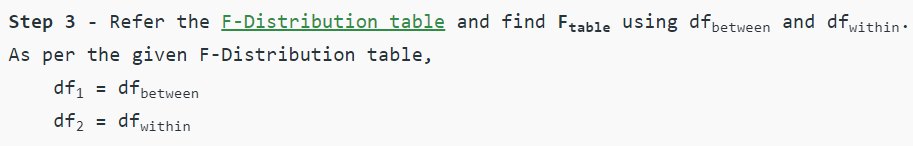 Step 3 - Refer the F-Distribution table and find Ftable using dfbetween and dfwithin.
As per the given F-Distribution table,
df1 = dfbetween
df2 = dfwithin